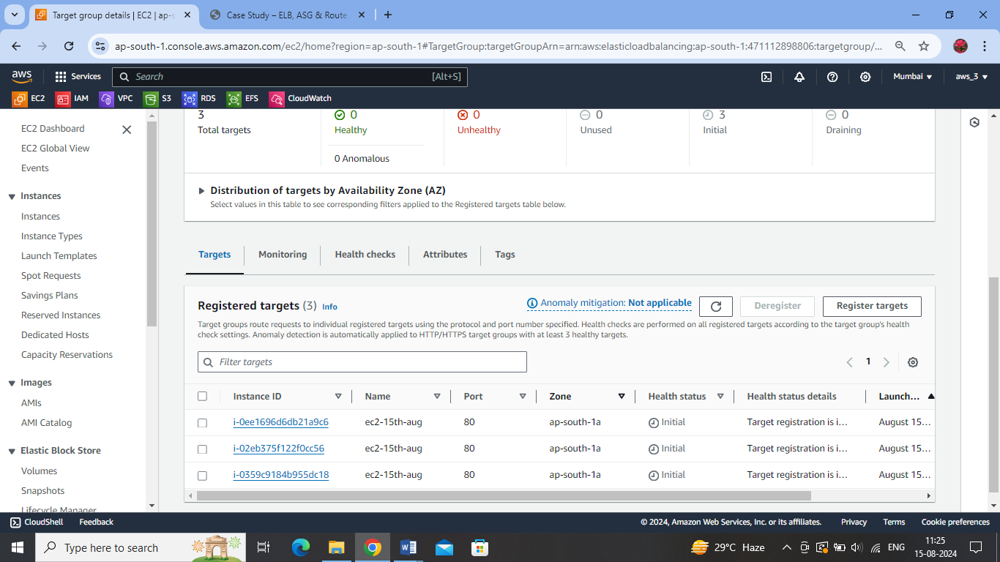 Target group details | EC2 | ap-s
Case Study – ELB, ASG & Route
ap-south-1.console.aws.amazon.com/ec2/home?region=ap-south-1#TargetGroup:targetGroupArn=arn:aws:elasticloadbalancing:ap-south-1:471112898806:targetgroup/...
aws
Services
Search
[Alt+S]
Mumbai
aws_3
EC2
IAM
VPC
S3
RDS
EFS
CloudWatch
EC2 Dashboard
EC2 Global View
Events
Instances
Instances
Instance Types
Launch Templates
Spot Requests
Savings Plans
Reserved Instances
Dedicated Hosts
Capacity Reservations
Images
AMIs
AMI Catalog
Elastic Block Store
Volumes
Snapshots
Lifecycle Manager
3
Total targets
0
Healthy
0 Anomalous
0
Unhealthy
0
Unused
3
Initial
0
Draining
Distribution of targets by Availability Zone (AZ)
Select values in this table to see corresponding filters applied to the Registered targets table below.
Targets
Monitoring
Health checks
Attributes
Tags
Registered targets (3) Info
Anomaly mitigation: Not applicable
Deregister
Register targets
Target groups route requests to individual registered targets using the protocol and port number specified. Health checks are performed on all registered targets according to the target group's health
check settings. Anomaly detection is automatically applied to HTTP/HTTPS target groups with at least 3 healthy targets.
Filter targets
1
Instance ID Name Port Zone Health status Health status details Launch...
i-0ee1696d6db21a9c6 ec2-15th-aug 80 ap-south-1a Initial Target registration is i... August 15...
i-02eb375f122f0cc56 ec2-15th-aug 80 ap-south-1a Initial Target registration is i... August 15...
i-0359c9184b955dc18 ec2-15th-aug 80 ap-south-1a Initial Target registration is i... August 15...
CloudShell
Feedback
© 2024, Amazon Web Services, Inc. or its affiliates.
Privacy
Terms
Cookie preferences
Type here to search
29°C Haze
ENG
11:25
15-08-2024